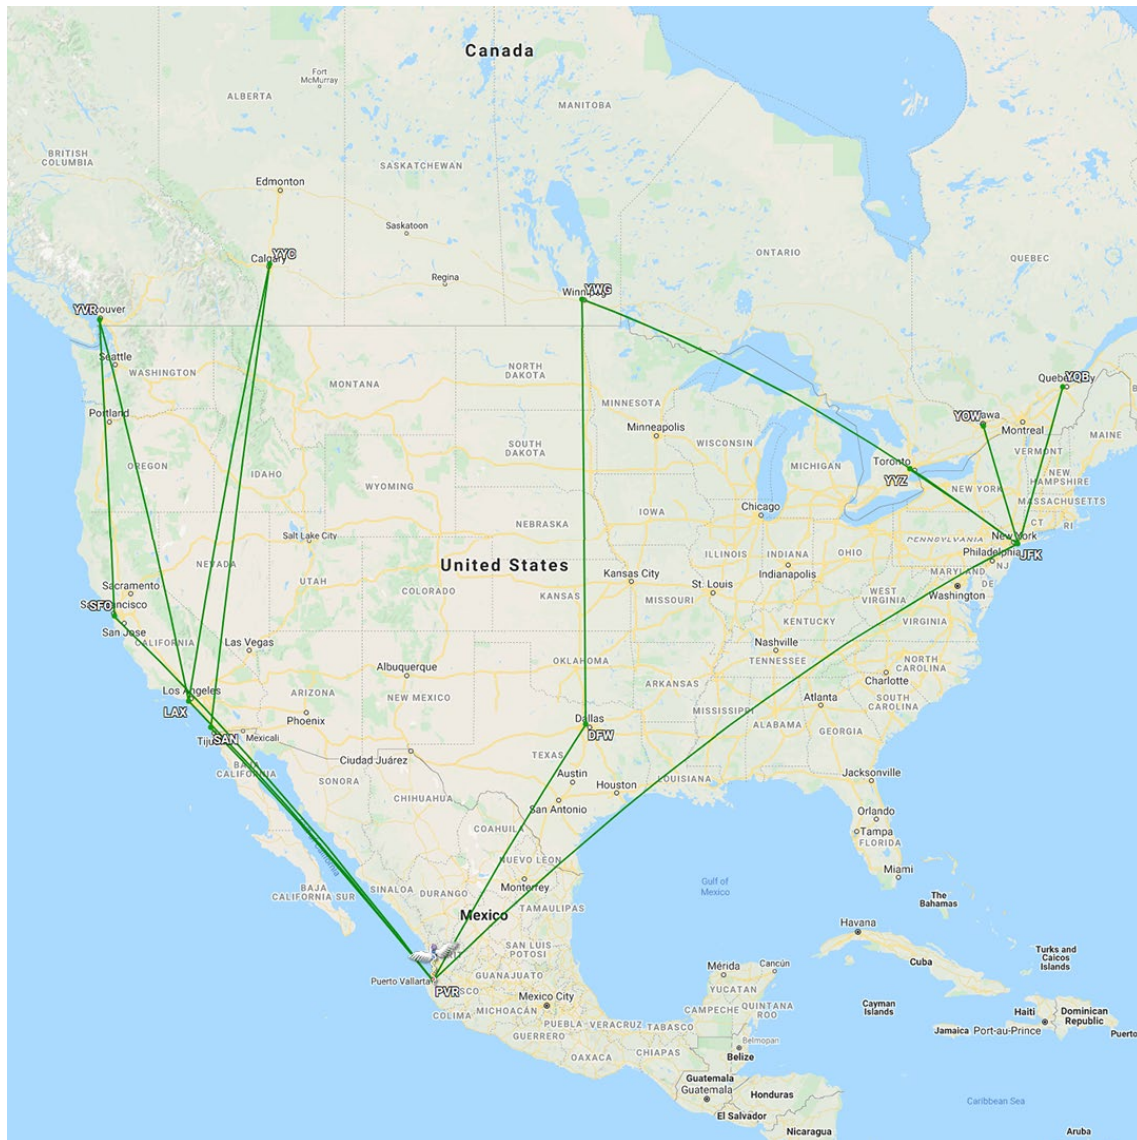 Canada
Fort
McMurray
ALBERTA
MANITOBA
BRITISH
COLUMBIA
SASKATCHEWAN
Edmonton
Saskatoon
ONTARIO
QUEBEC
YYC
Regina
YWG
YVR
Seattle
WASHINGTON
NORTH
DAKOTA
MONTANA
YQB
MINNESOTA
Portland
YOW
Montreal
Minneapolis
MAINE
VERMONT
OREGON
SOUTH
DAKOTA
WISCONSIN
IDAHO
MICHIGAN
Toronto
YYZ
NEW
HAMPSHIRE
WYOMING
NEW YORK
MASSACHUSETTS
Chicago
IOWA
CT
RI
NEBRASKA
PENNSYLVANIA
New York
JFK
Salt Lake City
ILLINOIS
INDIANA
OHIO
Philadelphia
NJ
NEVADA
United States
Indianapolis
MARYLAND
DE
UTAH
Kansas City
St. Louis
WEST
VIRGINIA
Washington
Sacramento
COLORADO
KANSAS
MISSOURI
SFO
San Jose
KENTUCKY
VIRGINIA
CALIFORNIA
Las Vegas
Nashville
TENNESSEE
Albuquerque
OKLAHOMA
NORTH
CAROLINA
Charlotte
Los Angeles
ARIZONA
NEW MEXICO
ARKANSAS
SOUTH
CAROLINA
LAX
Phoenix
MISSISSIPPI
Atlanta
ALABAMA
GEORGIA
Dallas
DFW
SAN
Mexicali
TEXAS
Ciudad Juárez
BAJA
CALIFORNIA
SONORA
Austin
LOUISIANA
Jacksonville
Houston
San Antonio
CHIHUAHUA
Orlando
Tampa
FLORIDA
COAHUILA
NUEVO LEON
Gulf of
Mexico
Miami
BAJA
CALIFORNIA SUR
SINALOA
DURANGO
Monterrey
The
Bahamas
TAMAULIPAS
Mexico
Havana
SAN LUIS
POTOSI
Turks and
Caicos
Islands
Cuba
Puerto Vallarta
GUANAJUATO
Mérida
Cancún
PVR
YUCATAN
Mexico City
CAMPECHE
QUINTANA
ROO
Cayman
Islands
Haiti
Dominican
Republic
COLIMA
MICHOACÁN
PUEBLA
VERACRUZ
TABASCO
Jamaica
Port-au-Prince
Puerto
GUERRERO
Belmopan
OAXACA
CHIAPAS
Belize
Guatemala
Guatemala
Honduras
Caribbean Sea
El Salvador
Nicaragua
Aruba